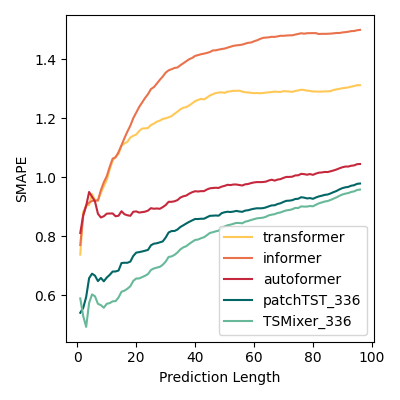 1.4
1.2
1.0
0.8
0.6
SMAPE
transformer
informer
autoformer
patchTST_336
TSMixer_336
0 20 40 60 80 100
Prediction Length